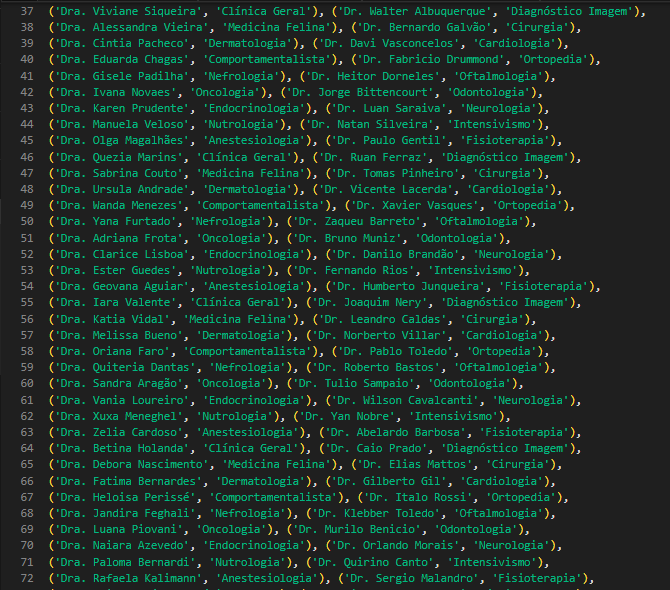 37 ('Dra. Viviane Siqueira', 'Clínica Geral'), ('Dr. Walter Albuquerque', 'Diagnóstico Imagem'),
38 ('Dra. Alessandra Vieira', 'Medicina Felina'), ('Dr. Bernardo Galvão', 'Cirurgia'),
39 ('Dra. Cintia Pacheco', 'Dermatologia'), ('Dr. Davi Vasconcelos', 'Cardiologia'),
40 ('Dra. Eduarda Chagas', 'Comportamentalista'), ('Dr. Fabricio Drummond', 'Ortopedia'),
41 ('Dra. Gisele Padilha', 'Nefrologia'), ('Dr. Heitor Dorneles', 'Oftalmologia'),
42 ('Dra. Ivana Novaes', 'Oncologia'), ('Dr. Jorge Bittencourt', 'Odontologia'),
43 ('Dra. Karen Prudente', 'Endocrinologia'), ('Dr. Luan Saraiva', 'Neurologia'),
44 ('Dra. Manuela Veloso', 'Nutrologia'), ('Dr. Natan Silveira', 'Intensivismo'),
45 ('Dra. Olga Magalhães', 'Anestesiologia'), ('Dr. Paulo Gentil', 'Fisioterapia'),
46 ('Dra. Quezia Marins', 'Clínica Geral'), ('Dr. Ruan Ferraz', 'Diagnóstico Imagem'),
47 ('Dra. Sabrina Couto', 'Medicina Felina'), ('Dr. Tomas Pinheiro', 'Cirurgia'),
48 ('Dra. Ursula Andrade', 'Dermatologia'), ('Dr. Vicente Lacerda', 'Cardiologia'),
49 ('Dra. Wanda Menezes', 'Comportamentalista'), ('Dr. Xavier Vasques', 'Ortopedia'),
50 ('Dra. Yana Furtado', 'Nefrologia'), ('Dr. Zaqueu Barreto', 'Oftalmologia'),
51 ('Dra. Adriana Frota', 'Oncologia'), ('Dr. Bruno Muniz', 'Odontologia'),
52 ('Dra. Clarice Lisboa', 'Endocrinologia'), ('Dr. Danilo Brandão', 'Neurologia'),
53 ('Dra. Ester Guedes', 'Nutrologia'), ('Dr. Fernando Rios', 'Intensivismo'),
54 ('Dra. Geovana Aguiar', 'Anestesiologia'), ('Dr. Humberto Junqueira', 'Fisioterapia'),
55 ('Dra. Iara Valente', 'Clínica Geral'), ('Dr. Joaquim Nery', 'Diagnóstico Imagem'),
56 ('Dra. Katia Vidal', 'Medicina Felina'), ('Dr. Leandro Caldas', 'Cirurgia'),
57 ('Dra. Melissa Bueno', 'Dermatologia'), ('Dr. Norberto Villar', 'Cardiologia'),
58 ('Dra. Oriana Faro', 'Comportamentalista'), ('Dr. Pablo Toledo', 'Ortopedia'),
59 ('Dra. Quiteria Dantas', 'Nefrologia'), ('Dr. Roberto Bastos', 'Oftalmologia'),
60 ('Dra. Sandra Aragão', 'Oncologia'), ('Dr. Tulio Sampaio', 'Odontologia'),
61 ('Dra. Vania Loureiro', 'Endocrinologia'), ('Dr. Wilson Cavalcanti', 'Neurologia'),
62 ('Dra. Xuxa Meneghel', 'Nutrologia'), ('Dr. Yan Nobre', 'Intensivismo'),
63 ('Dra. Zelia Cardoso', 'Anestesiologia'), ('Dr. Abelardo Barbosa', 'Fisioterapia'),
64 ('Dra. Betina Holanda', 'Clínica Geral'), ('Dr. Caio Prado', 'Diagnóstico Imagem'),
65 ('Dra. Debora Nascimento', 'Medicina Felina'), ('Dr. Elias Mattos', 'Cirurgia'),
66 ('Dra. Fatima Bernardes', 'Dermatologia'), ('Dr. Gilberto Gil', 'Cardiologia'),
67 ('Dra. Heloisa Perissé', 'Comportamentalista'), ('Dr. Italo Rossi', 'Ortopedia'),
68 ('Dra. Jandira Feghali', 'Nefrologia'), ('Dr. Klebber Toledo', 'Oftalmologia'),
69 ('Dra. Luana Piovani', 'Oncologia'), ('Dr. Murilo Benicio', 'Odontologia'),
70 ('Dra. Naiara Azevedo', 'Endocrinologia'), ('Dr. Orlando Morais', 'Neurologia'),
71 ('Dra. Paloma Bernardi', 'Nutrologia'), ('Dr. Quirino Canto', 'Intensivismo'),
72 ('Dra. Rafaela Kalimann', 'Anestesiologia'), ('Dr. Sergio Malandro', 'Fisioterapia'),